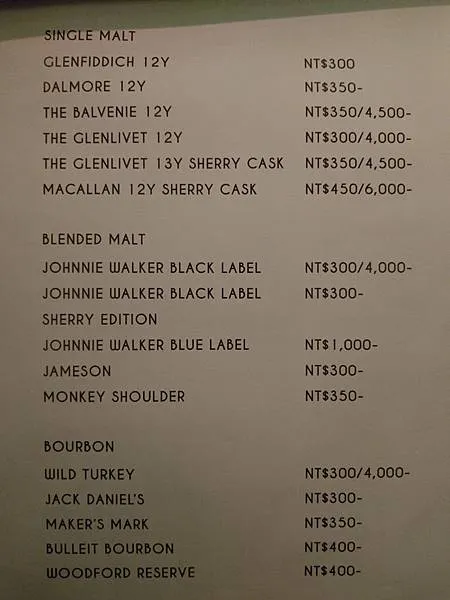 SINGLE MALT
GLENFIDDICH 12Y NT$300
DALMORE 12Y NT$350-
THE BALVENIE 12Y NT$350/4,500-
THE GLENLIVET 12Y NT$300/4,000-
THE GLENLIVET 13Y SHERRY CASK NT$350/4,500-
MACALLAN 12Y SHERRY CASK NT$450/6,000-
BLENDED MALT
JOHNNIE WALKER BLACK LABEL NT$300/4,000-
JOHNNIE WALKER BLACK LABEL NT$300-
SHERRY EDITION
JOHNNIE WALKER BLUE LABEL NT$1,000-
JAMESON NT$300-
MONKEY SHOULDER NT$350-
BOURBON
WILD TURKEY NT$300/4,000-
JACK DANIEL'S NT$300-
MAKER'S MARK NT$350-
BULLEIT BOURBON NT$400-
WOODFORD RESERVE NT$400-